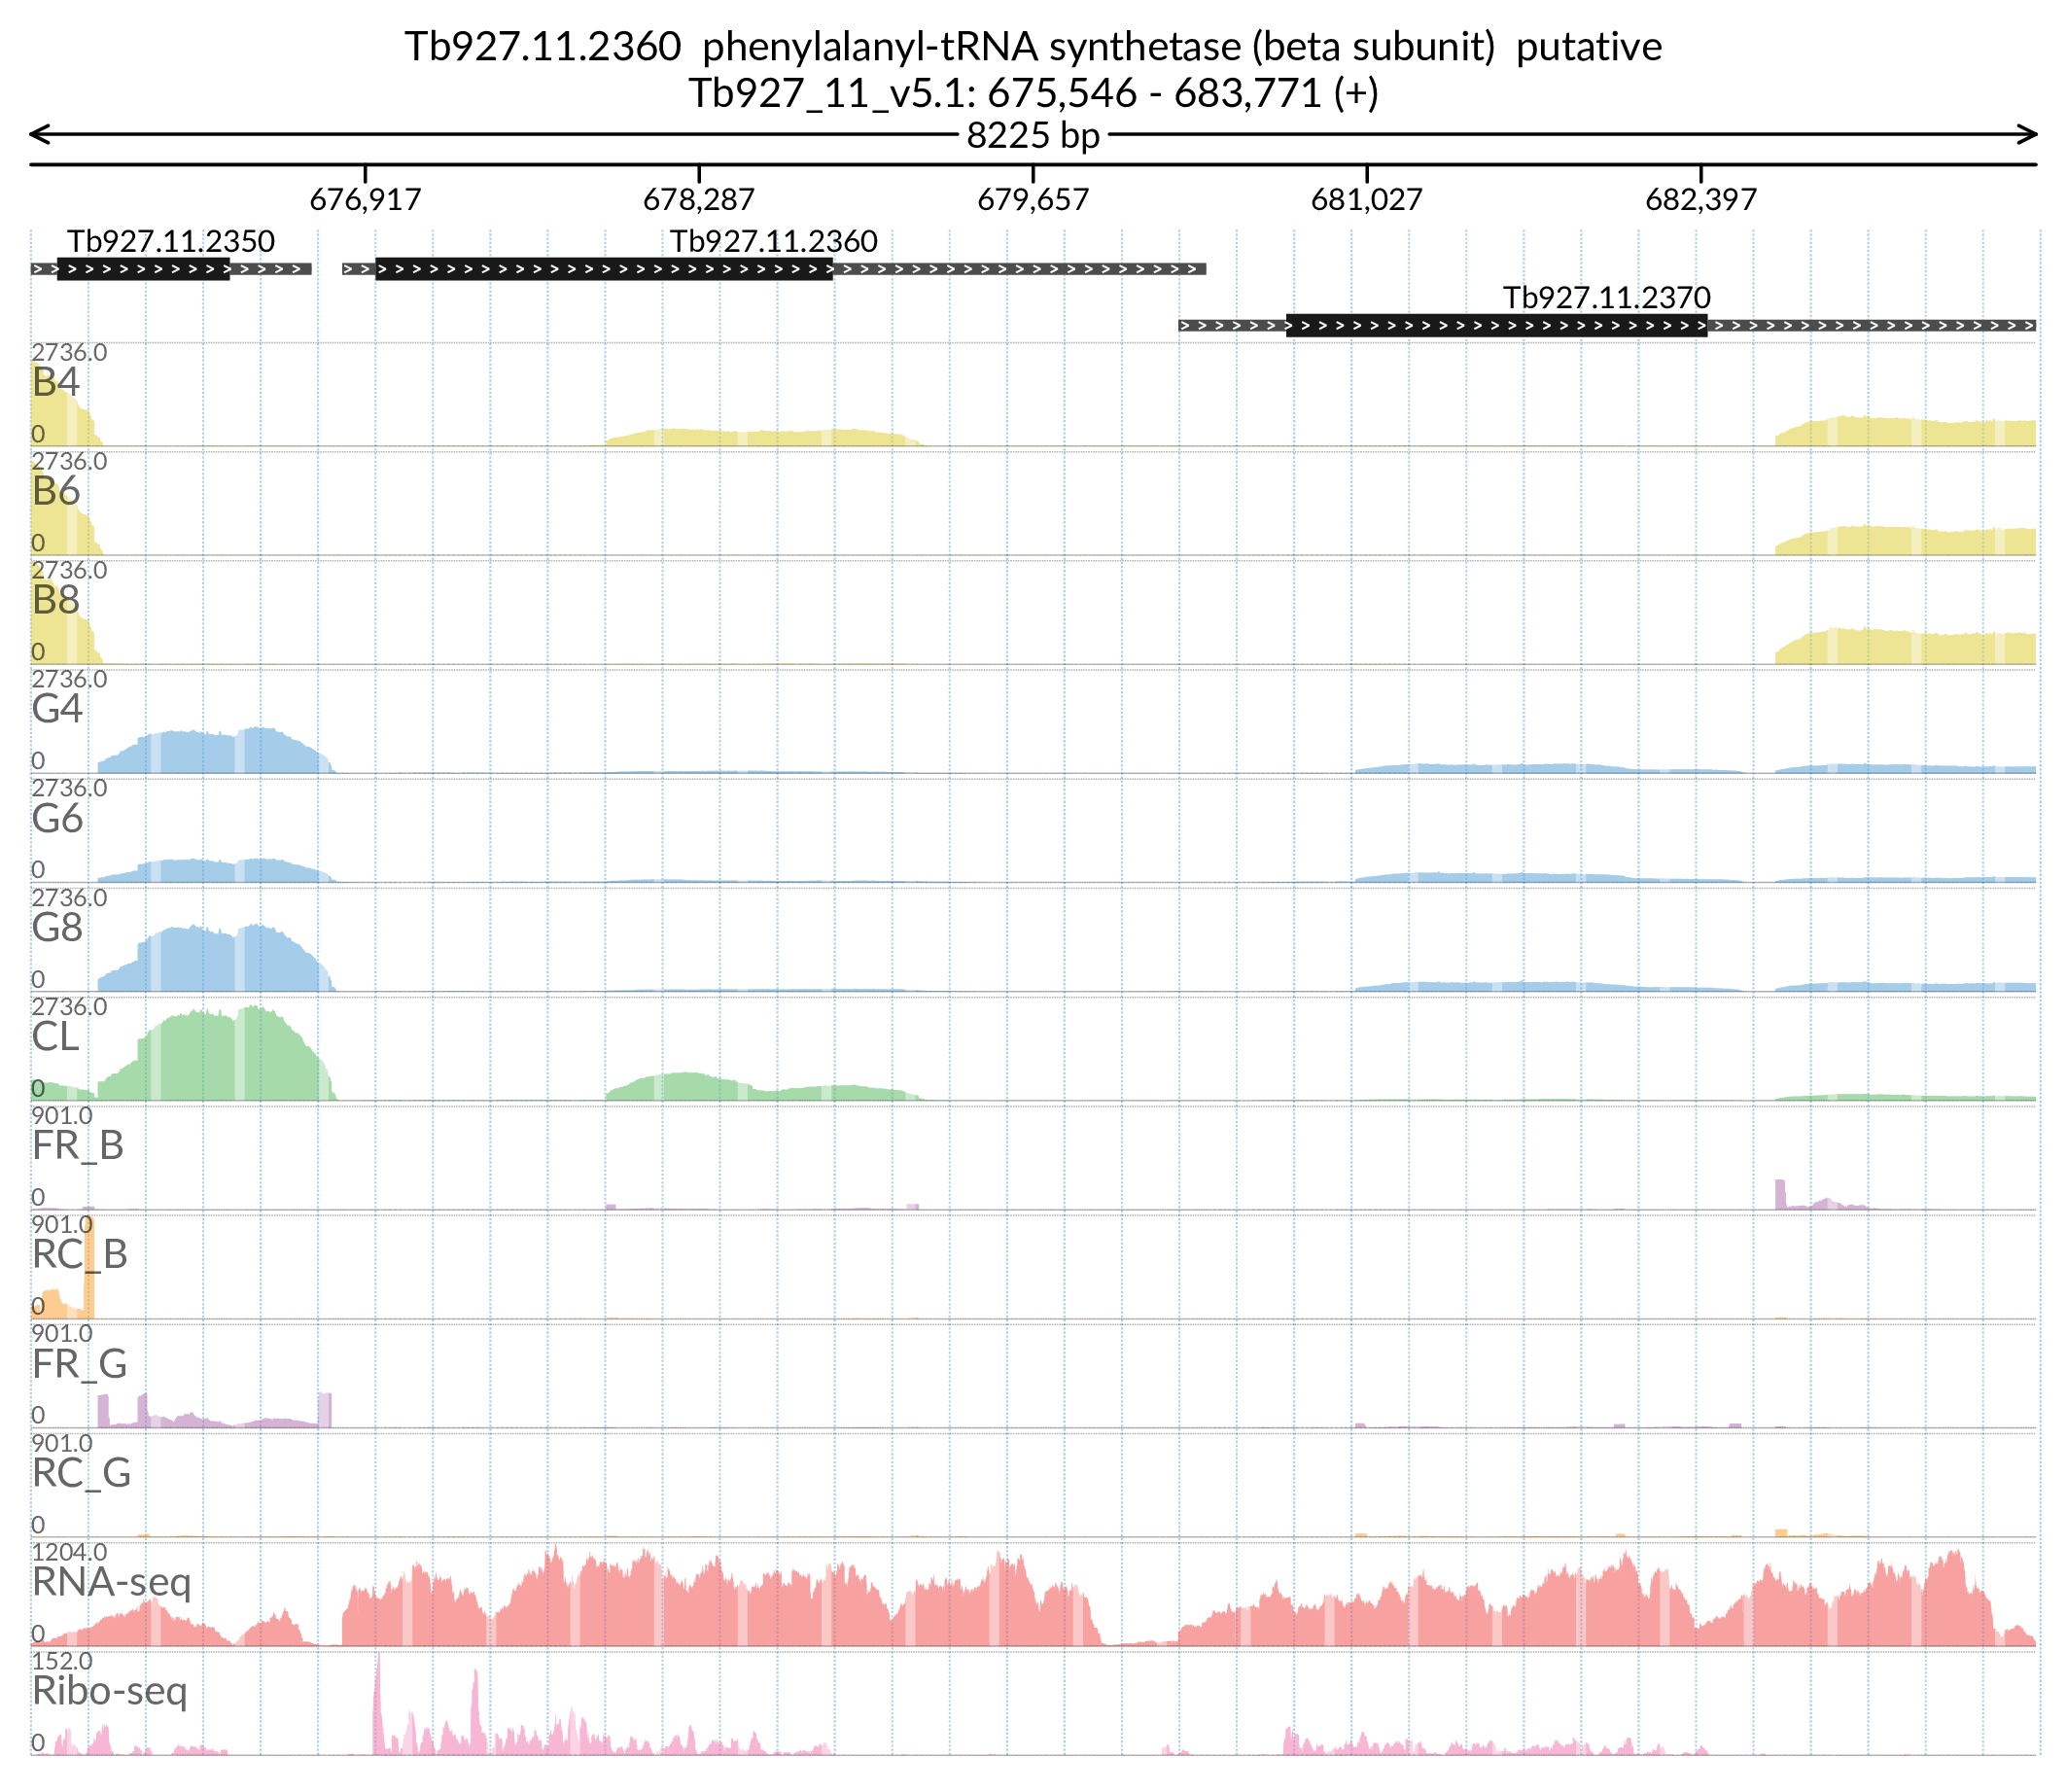 Tb927.11.2360 phenylalanyl-tRNA synthetase (beta subunit) putative
Tb927_11_v5.1: 675,546 - 683,771 (+)
8225 bp
676,917 678,287 679,657 681,027 682,397
Tb927.11.2350 Tb927.11.2360
Tb927.11.2370
2736.0
B4
0
2736.0
B6
0
2736.0
B8
0
2736.0
G4
0
2736.0
G6
0
2736.0
G8
0
2736.0
CL
0
901.0
FR_B
0
901.0
RC_B
0
901.0
FR_G
0
901.0
RC_G
0
1204.0
RNA-seq
0
152.0
Ribo-seq
0